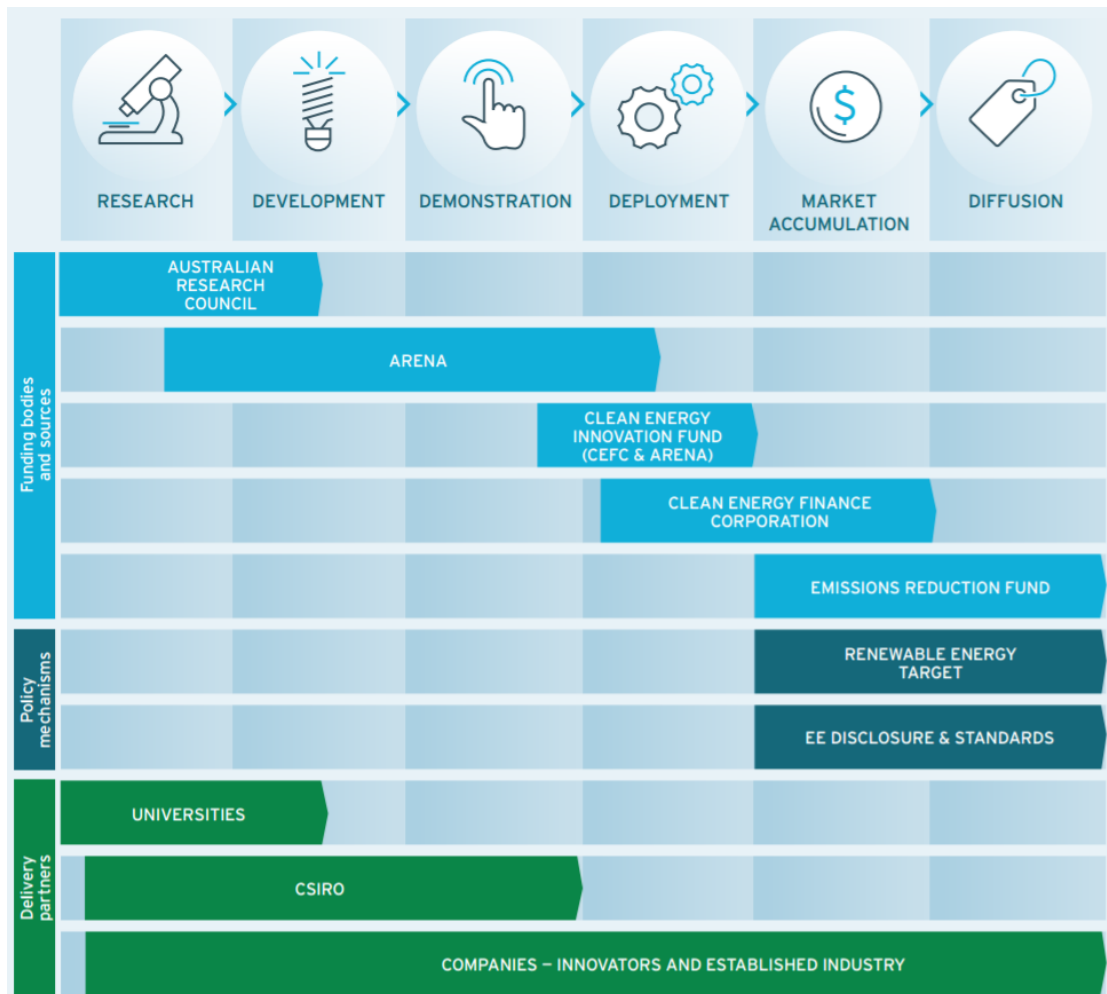 RESEARCH
DEVELOPMENT
DEMONSTRATION
DEPLOYMENT
MARKET
ACCUMULATION
DIFFUSION
Funding bodies
and sources
AUSTRALIAN
RESEARCH
COUNCIL
ARENA
CLEAN ENERGY
INNOVATION FUND
(CEFC & ARENA)
CLEAN ENERGY FINANCE
CORPORATION
EMISSIONS REDUCTION FUND
Policy
mechanisms
RENEWABLE ENERGY
TARGET
EE DISCLOSURE & STANDARDS
Delivery
partners
UNIVERSITIES
CSIRO
COMPANIES – INNOVATORS AND ESTABLISHED INDUSTRY